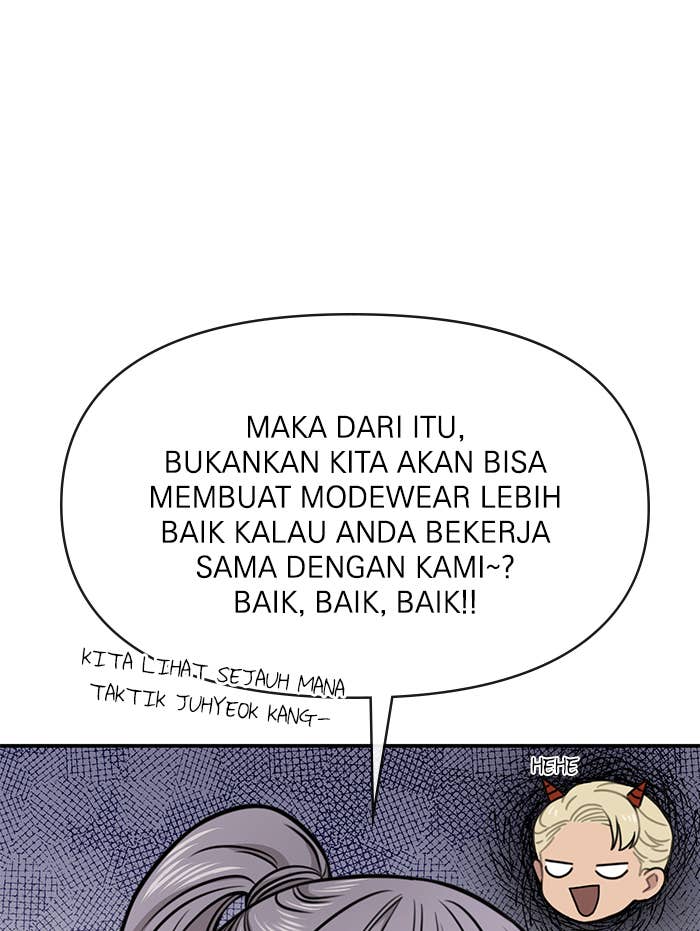 MAKA DARI ITU,
BUKANKAN KITA AKAN BISA
MEMBUAT MODEWEAR LEBIH
BAIK KALAU ANDA BEKERJA
SAMA DENGAN KAMI~?
BAIK, BAIK, BAIK!!
KITA LIHAT SEJAUH MANA
TAKTIK JUHYEOK KANG-
HEHE